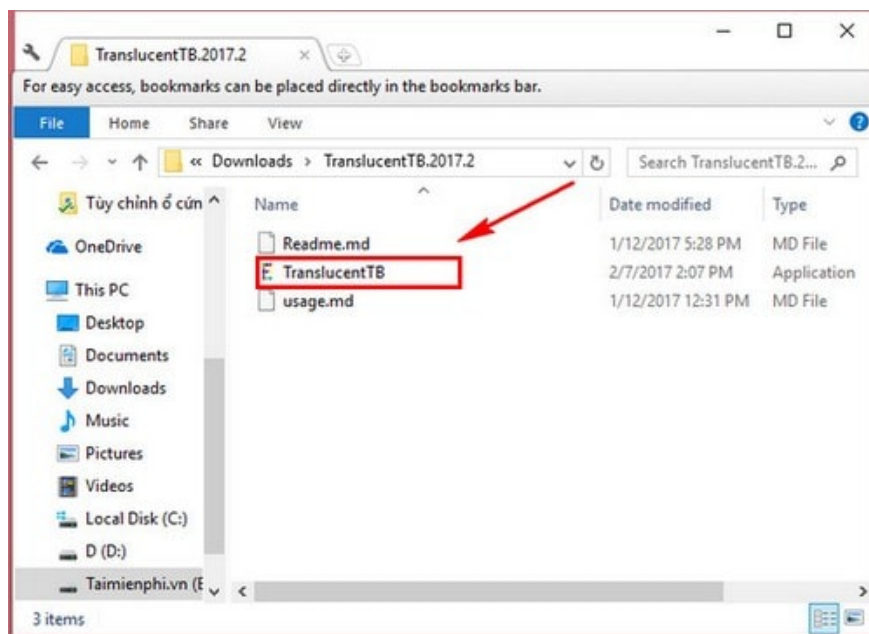 TranslucentTB.2017.2
For easy access, bookmarks can be placed directly in the bookmarks bar.
File Home Share View
« Downloads › TranslucentTB.2017.2 Search TranslucentTB.2...
Tùy chỉnh ổ cứn
OneDrive
This PC
Desktop
Documents
Downloads
Music
Pictures
Videos
Local Disk (C:)
D (D:)
Taimienphi.vn (E
Name Date modified Type
Readme.md 1/12/2017 5:28 PM MD File
TranslucentTB 2/7/2017 2:07 PM Application
usage.md 1/12/2017 12:31 PM MD File
3 items